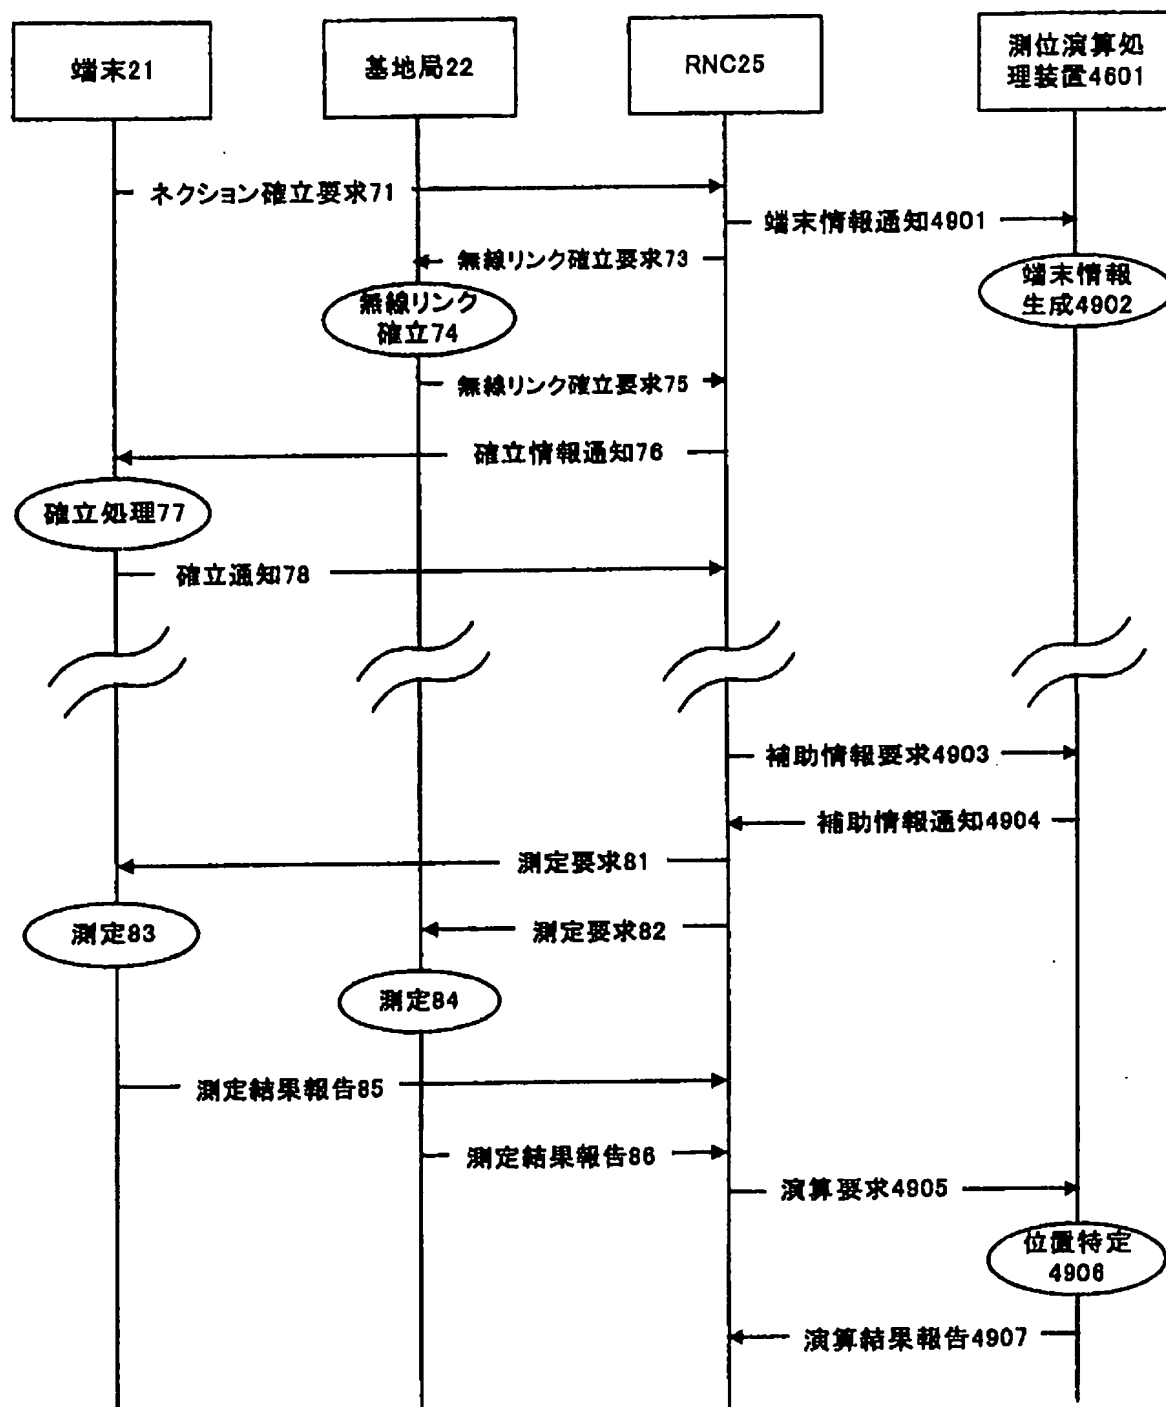 端末21
基地局22
RNC25
測位演算処
理装置4601
ネクション確立要求71
端末情報通知4901
無線リンク確立要求73
端末情報
生成4902
無線リンク
確立74
無線リンク確立要求75
確立情報通知76
確立処理77
確立通知78
補助情報要求4903
補助情報通知4904
測定要求81
測定83
測定要求82
測定84
測定結果報告85
測定結果報告86
演算要求4905
位置特定
4906
演算結果報告4907